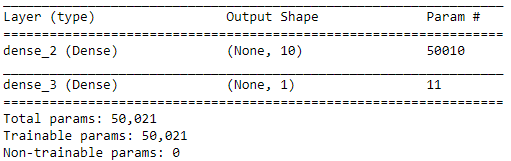 Layer (type) Output Shape Param #
dense_2 (Dense) (None, 10) 50010
dense_3 (Dense) (None, 1) 11
Total params: 50,021
Trainable params: 50,021
Non-trainable params: 0